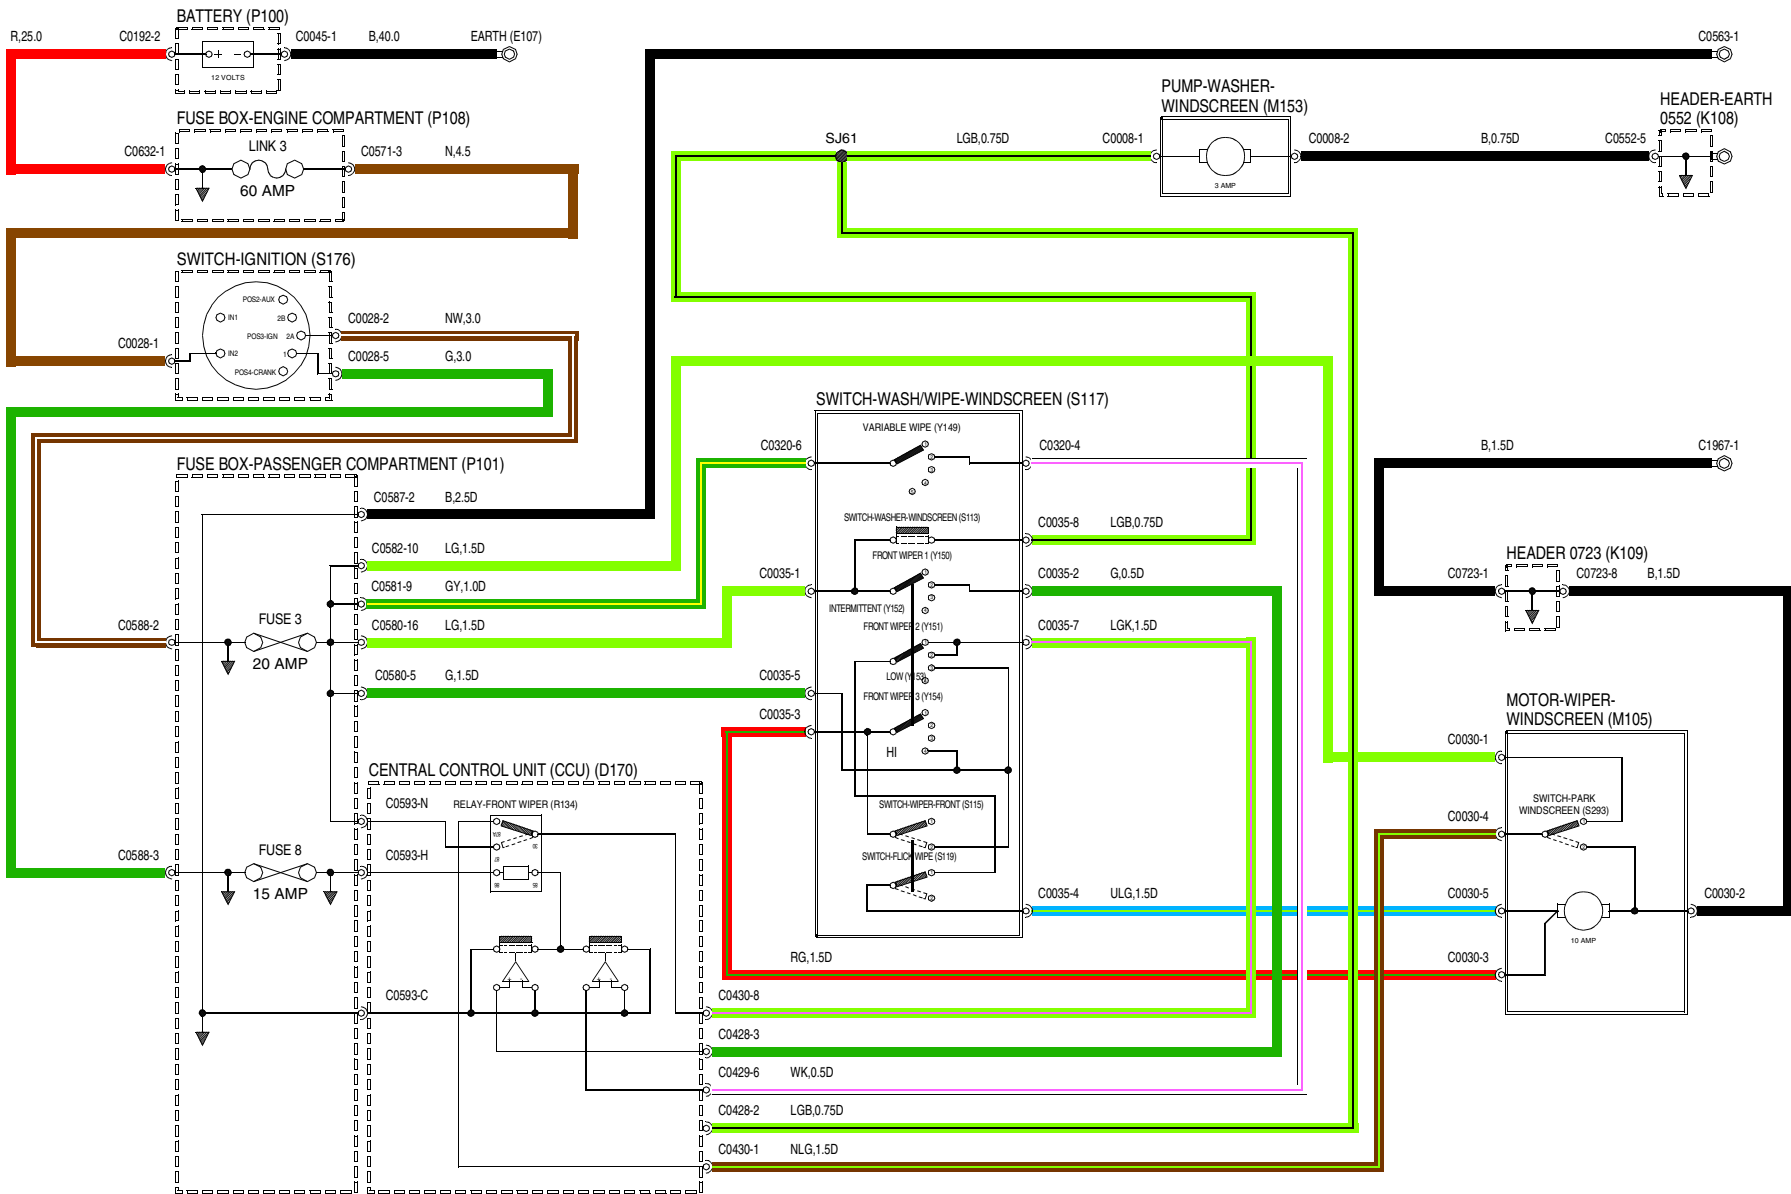 BATTERY (P100)
R,25.0
C0192-2
C0045-1
B,40.0
EARTH (E107)
C0563-1
+ -
12 VOLTS
FUSE BOX-ENGINE COMPARTMENT (P108)
C0632-1
LINK 3
60 AMP
C0571-3
N,4.5
SJ61
LGB,0.75D
C0008-1
PUMP-WASHER-
WINDSCREEN (M153)
3 AMP
C0008-2
B,0.75D
C0552-5
HEADER-EARTH
0552 (K108)
SWITCH-IGNITION (S176)
C0028-1
POS2-AUX
IN1
2B
POS3-IGN
2A
IN2
1
POS4-CRANK
C0028-2
NW,3.0
C0028-5
G,3.0
FUSE BOX-PASSENGER COMPARTMENT (P101)
C0587-2
B,2.5D
C0582-10
LG,1.5D
C0581-9
GY,1.0D
C0588-2
FUSE 3
20 AMP
C0580-16
LG,1.5D
C0580-5
G,1.5D
C0588-3
FUSE 8
15 AMP
SWITCH-WASH/WIPE-WINDSCREEN (S117)
VARIABLE WIPE (Y149)
C0320-6
C0320-4
SWITCH-WASHER-WINDSCREEN (S113)
C0035-8
LGB,0.75D
FRONT WIPER 1 (Y150)
C0035-1
C0035-2
G,0.5D
INTERMITTENT (Y152)
FRONT WIPER 2 (Y151)
C0035-7
LGK,1.5D
LOW (Y153)
C0035-5
FRONT WIPER 3 (Y154)
C0035-3
HI
SWITCH-WIPER-FRONT (S115)
SWITCH-FLICK WIPE (S119)
C0035-4
ULG,1.5D
RG,1.5D
B,1.5D
C1967-1
HEADER 0723 (K109)
C0723-1
C0723-8
B,1.5D
MOTOR-WIPER-
WINDSCREEN (M105)
C0030-1
SWITCH-PARK
WINDSCREEN (S293)
C0030-4
C0030-5
C0030-2
10 AMP
C0030-3
CENTRAL CONTROL UNIT (CCU) (D170)
C0593-N
RELAY-FRONT WIPER (R134)
87A
30
87
C0593-H
86
85
C0593-C
C0430-8
C0428-3
C0429-6
WK,0.5D
C0428-2
LGB,0.75D
C0430-1
NLG,1.5D